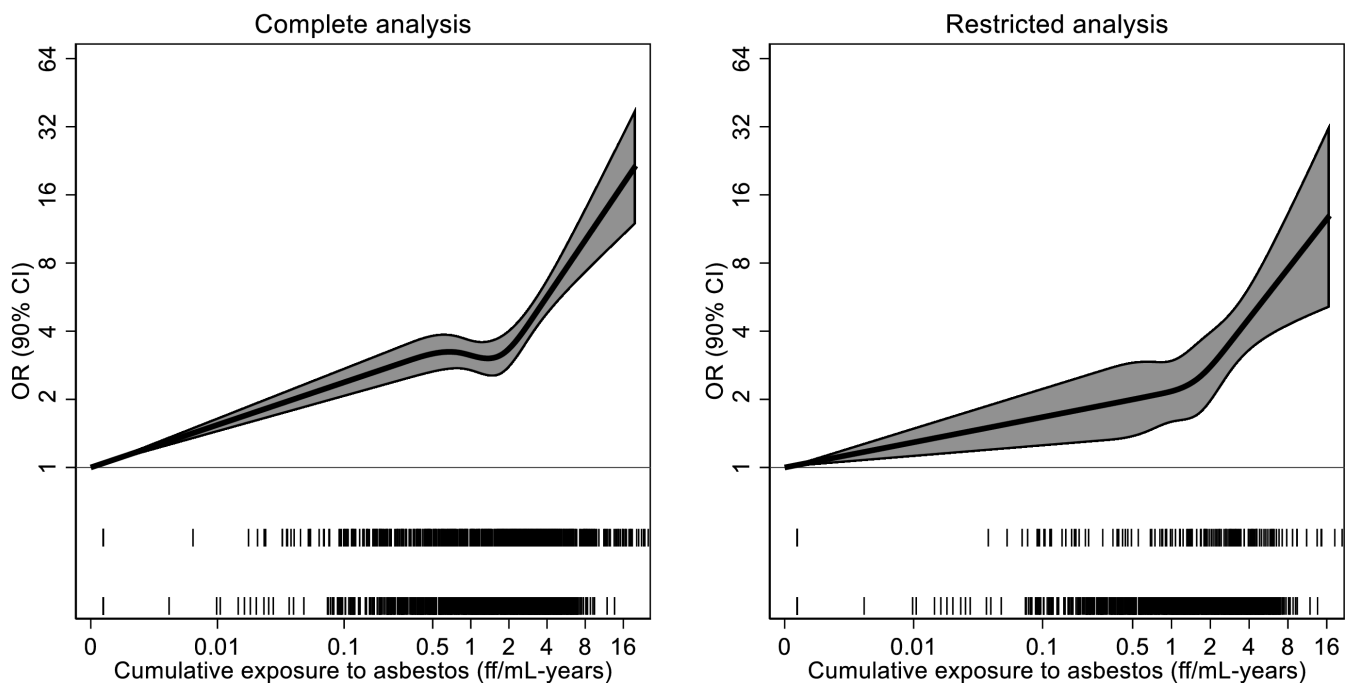 Complete analysis
OR (90% CI)
64
32
16
8
4
2
1
0 0.01 0.1 0.5 1 2 4 8 16
Cumulative exposure to asbestos (ff/mL-years)
Restricted analysis
OR (90% CI)
64
32
16
8
4
2
1
0 0.01 0.1 0.5 1 2 4 8 16
Cumulative exposure to asbestos (ff/mL-years)